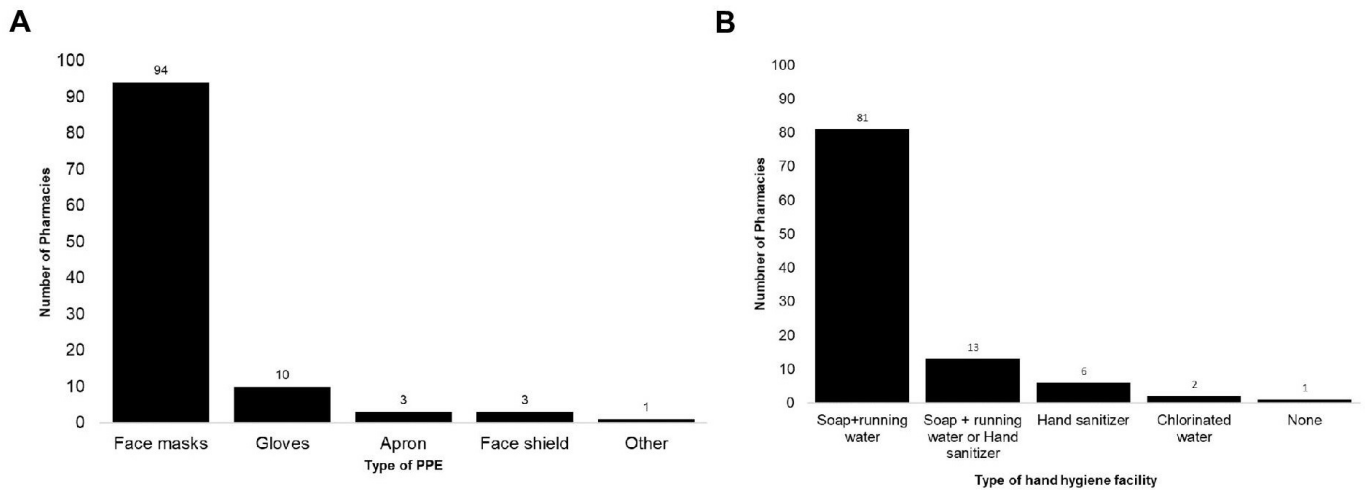 A
Number of Pharmacies
100
90
80
70
60
50
40
30
20
10
0
94
10
3
3
1
Face masks Gloves Apron Face shield Other
Type of PPE
B
Numbner of Pharmacies
100
90
80
70
60
50
40
30
20
10
0
81
13
6
2
1
Soap+running
water
Soap + running
water or Hand
sanitizer
Hand sanitizer
Chlorinated
water
None
Type of hand hygiene facility